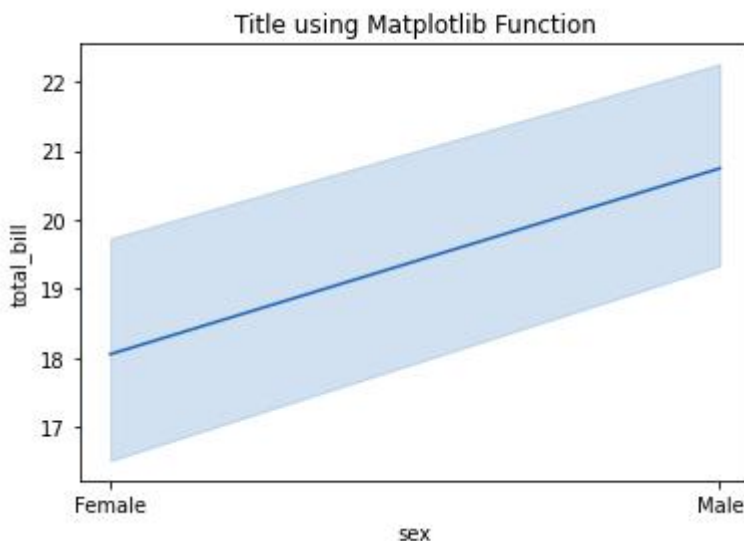 Title using Matplotlib Function
22
21
20
19
18
17
total_bill
Female
Male
sex